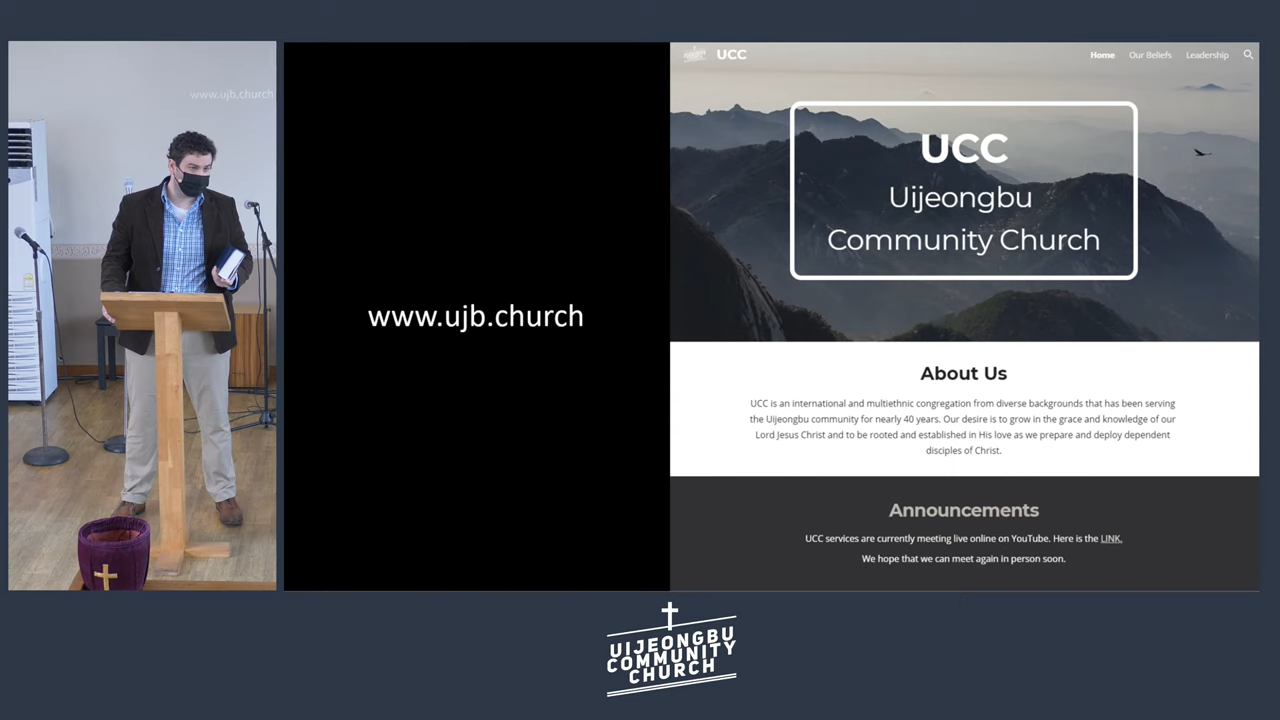 www.ujb.church
www.ujb.church
UCC
Home
Our Beliefs
Leadership
UCC
Uijeongbu
Community Church
About Us
UCC is an international and multiethnic congregation from diverse backgrounds that has been serving
the Uijeongbu community for nearly 40 years. Our desire is to grow in the grace and knowledge of our
Lord Jesus Christ and to be rooted and established in His love as we prepare and deploy dependent
disciples of Christ.
Announcements
UCC services are currently meeting live online on YouTube. Here is the LINK.
We hope that we can meet again in person soon.
UIJEONGBU
COMMUNITY
CHURCH